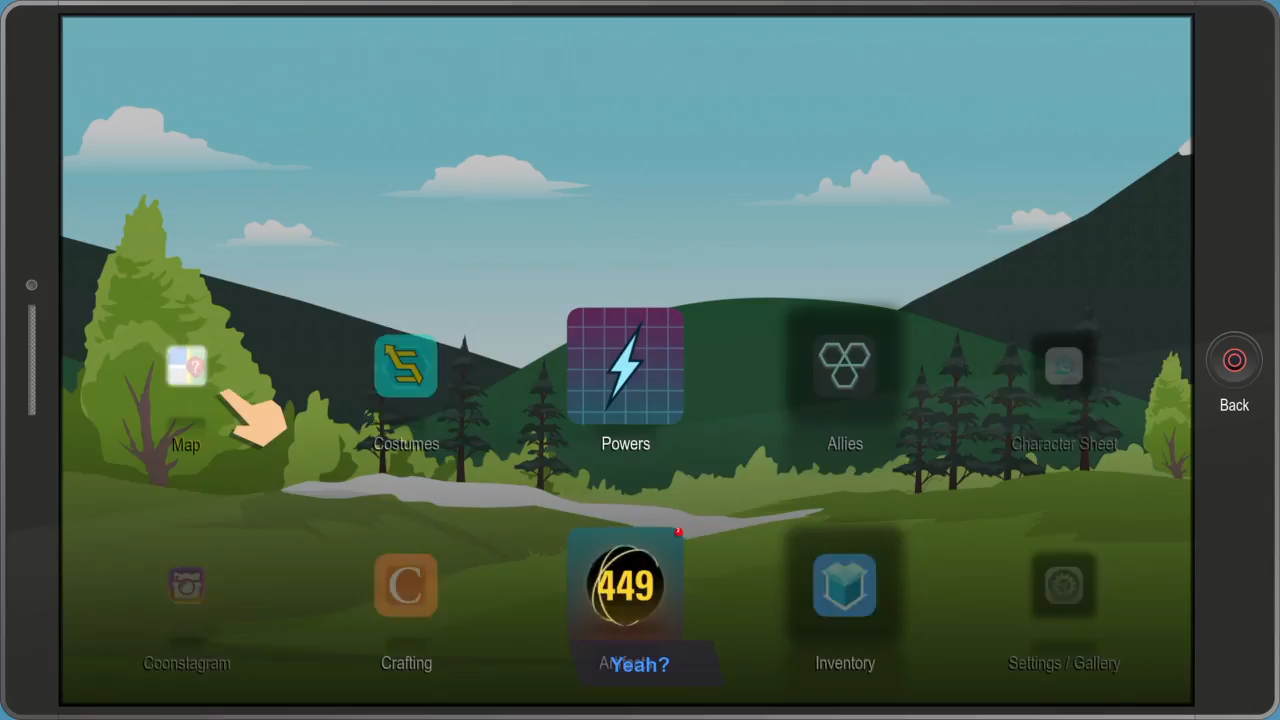 Map
Costumes
Powers
Allies
Character Sheet
Back
449
C
Coonstagram
Crafting
Yeah?
Inventory
Settings / Gallery